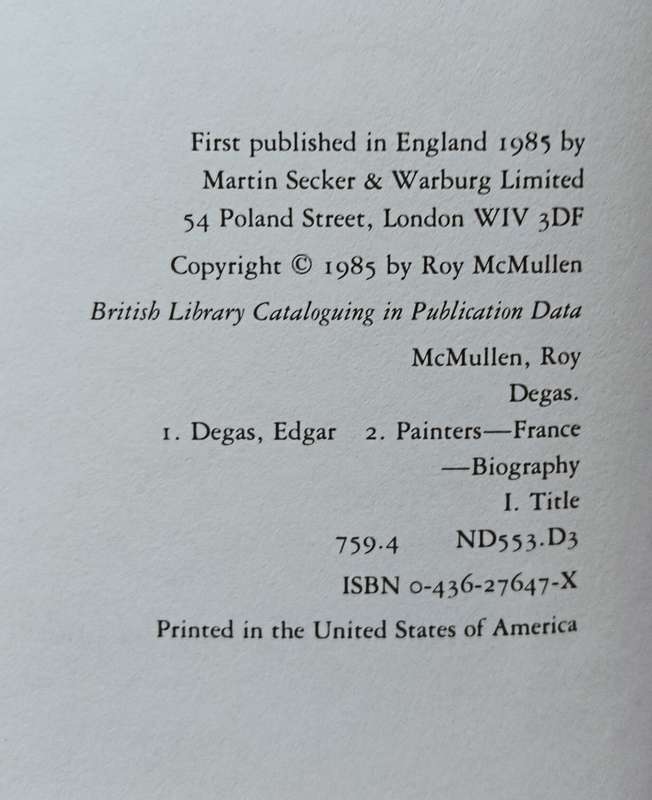 First published in England 1985 by
Martin Secker & Warburg Limited
54 Poland Street, London WIV 3DF
Copyright © 1985 by Roy McMullen
British Library Cataloguing in Publication Data
McMullen, Roy
Degas.
1. Degas, Edgar 2. Painters—France
—Biography
I. Title
759.4 ND553.D3
ISBN 0-436-27647-X
Printed in the United States of America